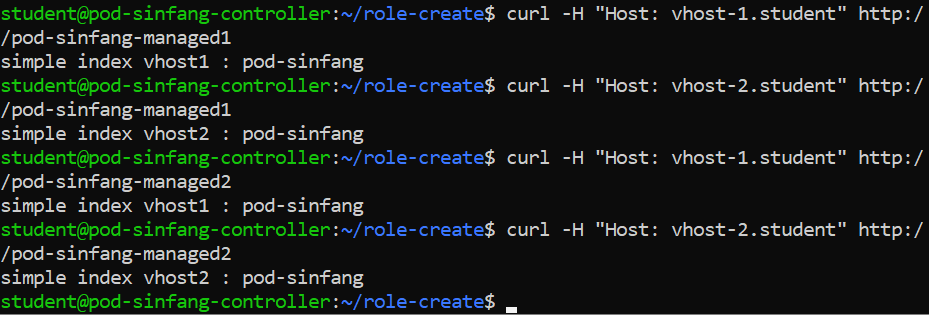 student@pod-sinfang-controller:~/role-create$ curl -H "Host: vhost-1.student" http:/
/pod-sinfang-managed1
simple index vhost1 : pod-sinfang
student@pod-sinfang-controller:~/role-create$ curl -H "Host: vhost-2.student" http:/
/pod-sinfang-managed1
simple index vhost2 : pod-sinfang
student@pod-sinfang-controller:~/role-create$ curl -H "Host: vhost-1.student" http:/
/pod-sinfang-managed2
simple index vhost1 : pod-sinfang
student@pod-sinfang-controller:~/role-create$ curl -H "Host: vhost-2.student" http:/
/pod-sinfang-managed2
simple index vhost2 : pod-sinfang
student@pod-sinfang-controller:~/role-create$